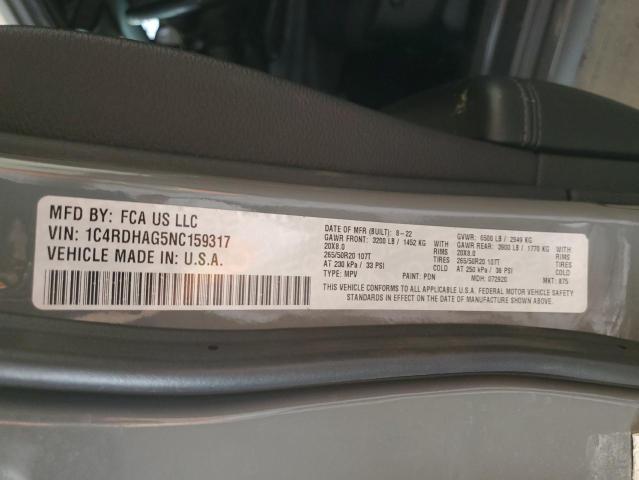 MFD BY: FCA US LLC
VIN: 1C4RDHAG5NC159317
VEHICLE MADE IN: U.S.A.
DATE OF MFR (BUILT): 8-22 GVWR: 6500 LB / 2949 KG
GAWR FRONT: 3200 LB / 1452 KG WITH GAWR REAR: 3900 LB / 1770 KG WITH
20X8.0 RIMS 20X8.0 RIMS
265/50R20 107T TIRES 265/50R20 107T TIRES
AT 230 kPa / 33 PSI COLD AT 250 kPa / 36 PSI COLD
TYPE: MPV PAINT: PDN MDH: 072920 MKT: 875
THIS VEHICLE CONFORMS TO ALL APPLICABLE U.S.A. FEDERAL MOTOR VEHICLE SAFETY
STANDARDS IN EFFECT ON THE DATE OF MANUFACTURE SHOWN ABOVE.